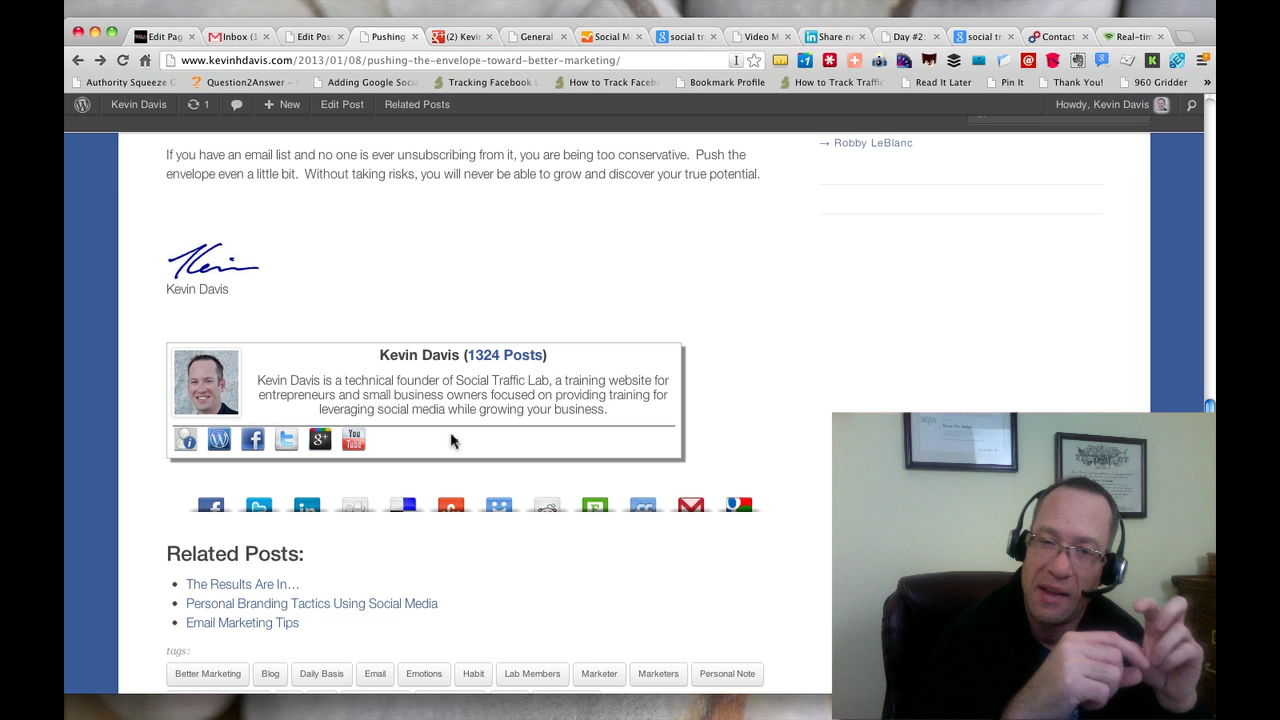 Edit Pag
Inbox (1
Edit Pos
Pushing
(2) Kevin
General
Social M
social tr
Video M
Share ne
Day #2:
social tr
Contact
Real-tim
www.kevinhdavis.com/2013/01/08/pushing-the-envelope-toward-better-marketing/
Authority Squeeze G
Question2Answer
Adding Google Socia
Tracking Facebook L
How to Track Facebo
Bookmark Profile
How to Track Traffic
Read It Later
Pin It
Thank You!
960 Gridder
»
Kevin Davis
1
+ New
Edit Post
Related Posts
Howdy, Kevin Davis
→ Robby LeBlanc
If you have an email list and no one is ever unsubscribing from it, you are being too conservative. Push the
envelope even a little bit. Without taking risks, you will never be able to grow and discover your true potential.
Kevin
Kevin Davis
Kevin Davis (1324 Posts)
Kevin Davis is a technical founder of Social Traffic Lab, a training website for
entrepreneurs and small business owners focused on providing training for
leveraging social media while growing your business.
You Tube
Related Posts:
The Results Are In…
Personal Branding Tactics Using Social Media
Email Marketing Tips
tags:
Better Marketing
Blog
Daily Basis
Email
Emotions
Habit
Lab Members
Marketer
Marketers
Personal Note